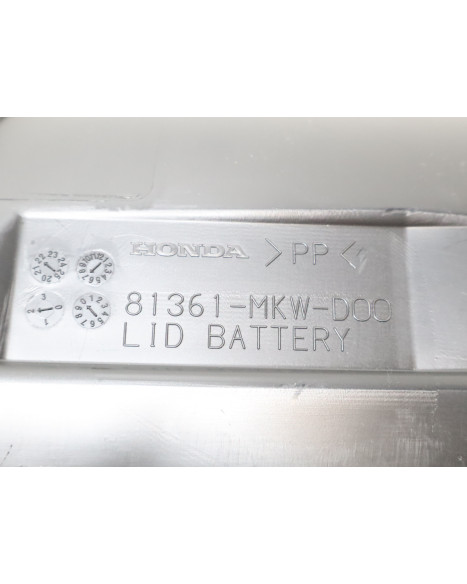 HONDA >PP<
81361-MKW-D00
LID BATTERY